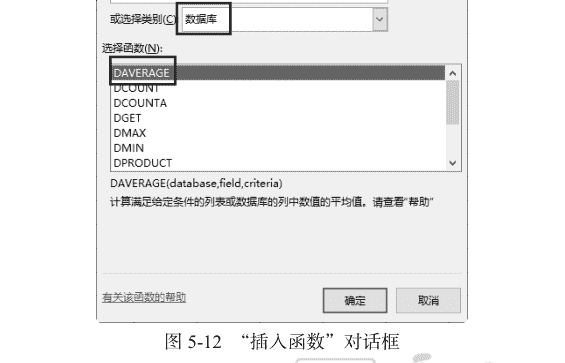 或选择类别(C) 数据库
选择函数(N):
DAVERAGE
DCOUNT
DCOUNTA
DGET
DMAX
DMIN
DPRODUCT
DAVERAGE(database,field,criteria)
计算满足给定条件的列表或数据库的列中数值的平均值。请查看"帮助"
有关该函数的帮助 确定 取消
图 5-12 “插入函数”对话框